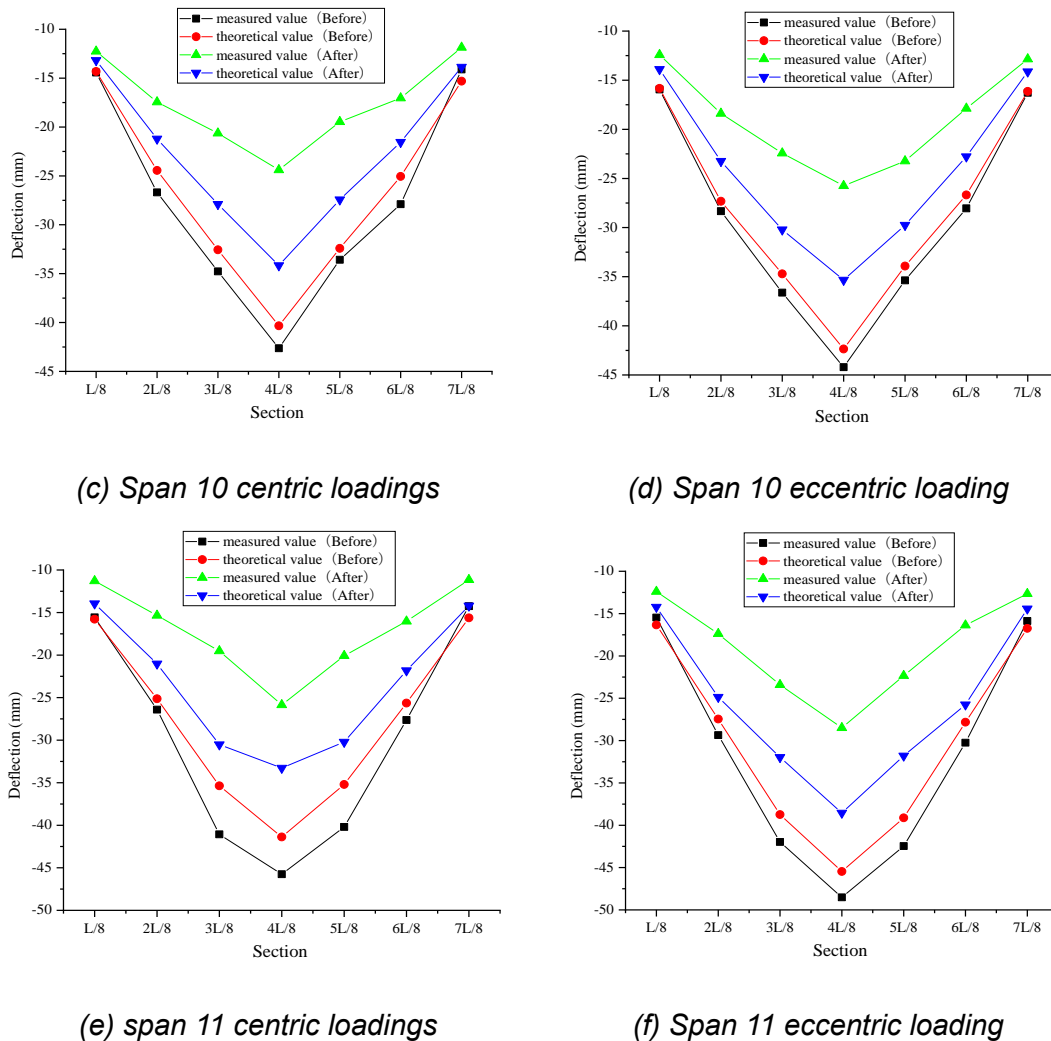 measured value（Before）
theoretical value（Before）
measured value（After）
theoretical value（After）
-10
-15
-20
-25
-30
-35
-40
-45
Deflection (mm)
L/8 2L/8 3L/8 4L/8 5L/8 6L/8 7L/8
Section
(c) Span 10 centric loadings
measured value（Before）
theoretical value（Before）
measured value（After）
theoretical value（After）
-10
-15
-20
-25
-30
-35
-40
-45
Deflection (mm)
L/8 2L/8 3L/8 4L/8 5L/8 6L/8 7L/8
Section
(d) Span 10 eccentric loading
measured value（Before）
theoretical value（Before）
measured value（After）
theoretical value（After）
-10
-15
-20
-25
-30
-35
-40
-45
-50
Deflection (mm)
L/8 2L/8 3L/8 4L/8 5L/8 6L/8 7L/8
Section
(e) span 11 centric loadings
measured value（Before）
theoretical value（Before）
measured value（After）
theoretical value（After）
-10
-15
-20
-25
-30
-35
-40
-45
-50
Deflection (mm)
L/8 2L/8 3L/8 4L/8 5L/8 6L/8 7L/8
Section
(f) Span 11 eccentric loading